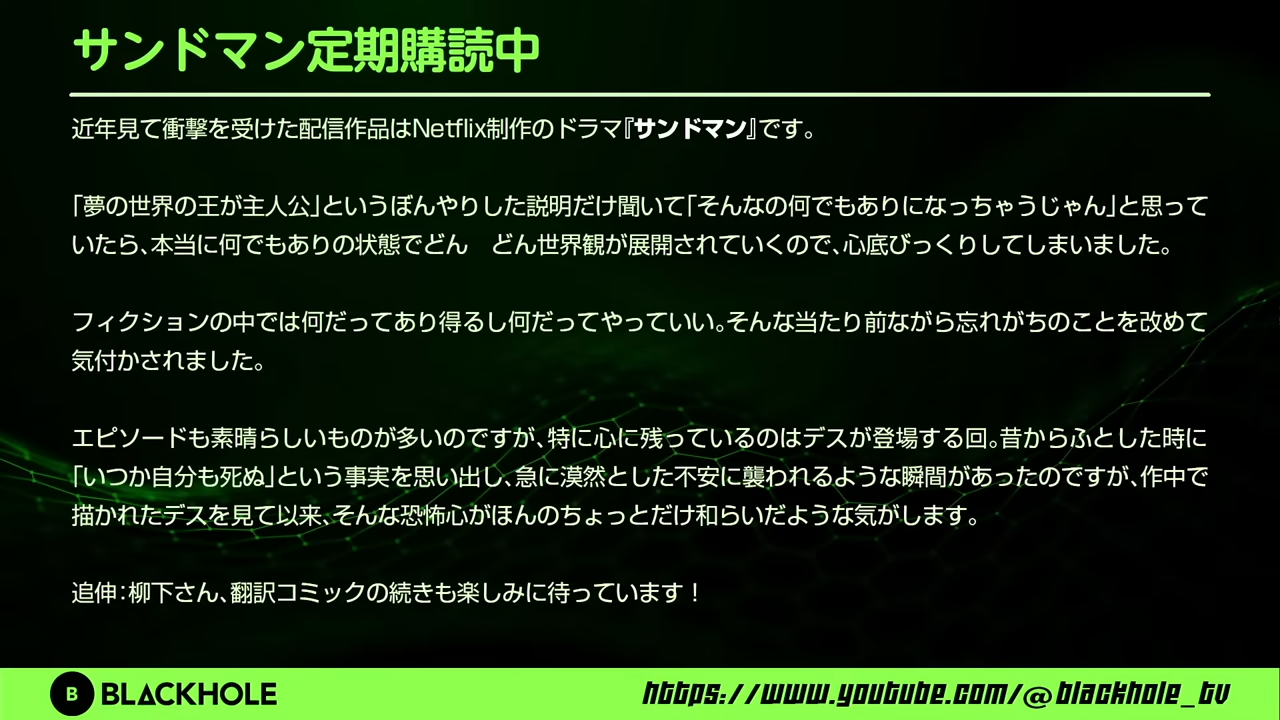 サンドマン定期購読中
近年見て衝撃を受けた配信作品はNetflix制作のドラマ『サンドマン』です。
「夢の世界の王が主人公」というぼんやりした説明だけ聞いて「そんなの何でもありになっちゃうじゃん」と思って
いたら、本当に何でもありの状態でどん　どん世界観が展開されていくので、心底びっくりしてしまいました。
フィクションの中では何だってあり得るし何だってやっていい。そんな当たり前ながら忘れがちのことを改めて
気付かされました。
エピソードも素晴らしいものが多いのですが、特に心に残っているのはデスが登場する回。昔からふとした時に
「いつか自分も死ぬ」という事実を思い出し、急に漠然とした不安に襲われるような瞬間があったのですが、作中で
描かれたデスを見て以来、そんな恐怖心がほんのちょっとだけ和らいだような気がします。
追伸：柳下さん、翻訳コミックの続きも楽しみに待っています！
B BLACKHOLE
https://www.youtube.com/@blackhole_tv